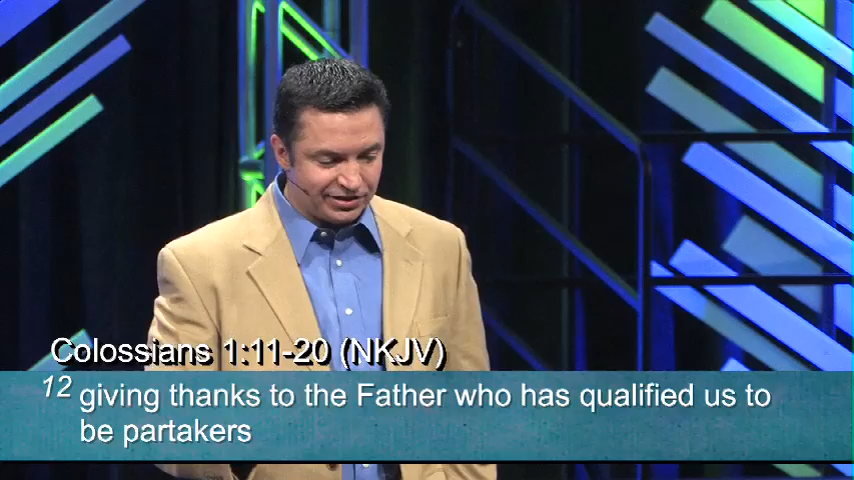 Colossians 1:11-20 (NKJV)
12 giving thanks to the Father who has qualified us to
be partakers